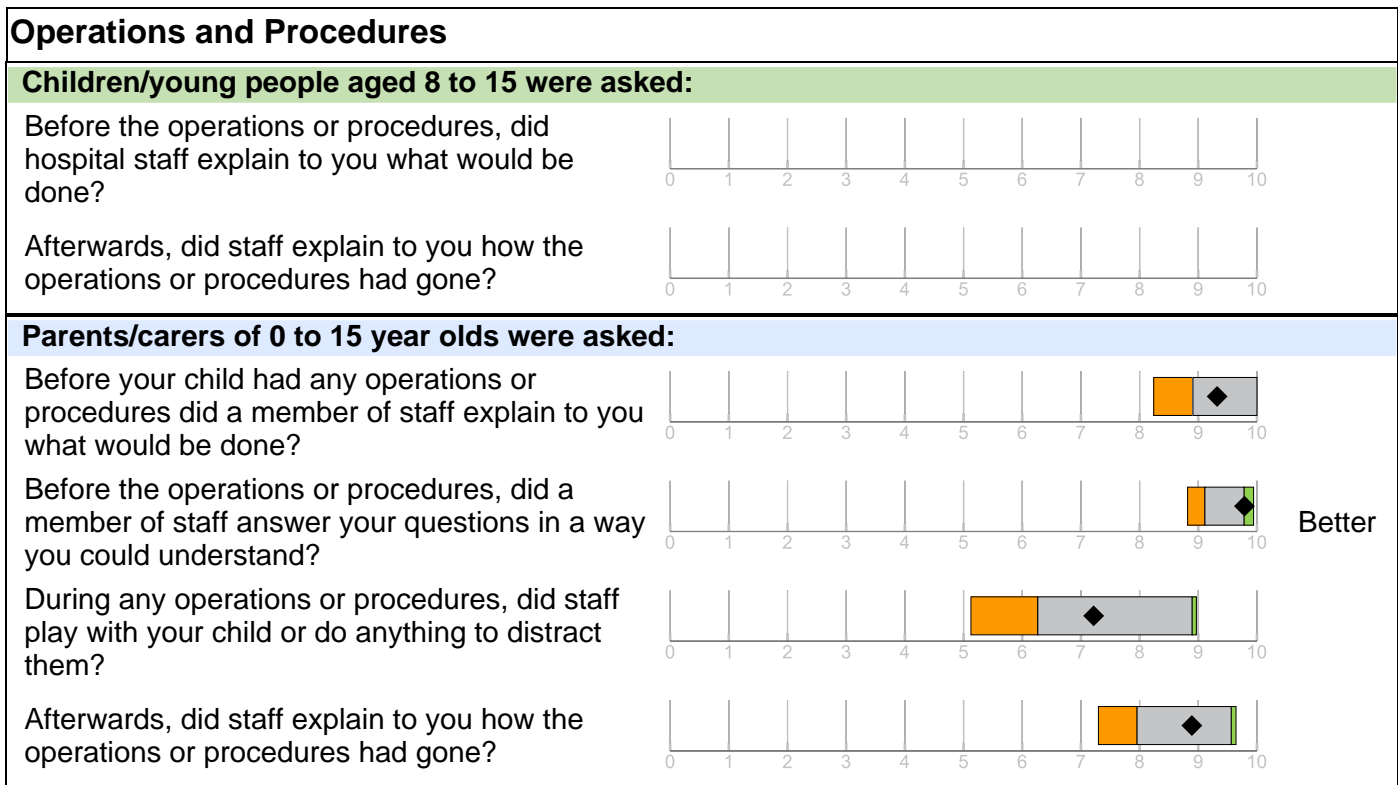 Operations and Procedures
Children/young people aged 8 to 15 were asked:
Before the operations or procedures, did
hospital staff explain to you what would be
done?
0 1 2 3 4 5 6 7 8 9 10
Afterwards, did staff explain to you how the
operations or procedures had gone?
0 1 2 3 4 5 6 7 8 9 10
Parents/carers of 0 to 15 year olds were asked:
Before your child had any operations or
procedures did a member of staff explain to you
what would be done?
0 1 2 3 4 5 6 7 8 9 10
Before the operations or procedures, did a
member of staff answer your questions in a way
you could understand?
0 1 2 3 4 5 6 7 8 9 10
Better
During any operations or procedures, did staff
play with your child or do anything to distract
them?
0 1 2 3 4 5 6 7 8 9 10
Afterwards, did staff explain to you how the
operations or procedures had gone?
0 1 2 3 4 5 6 7 8 9 10